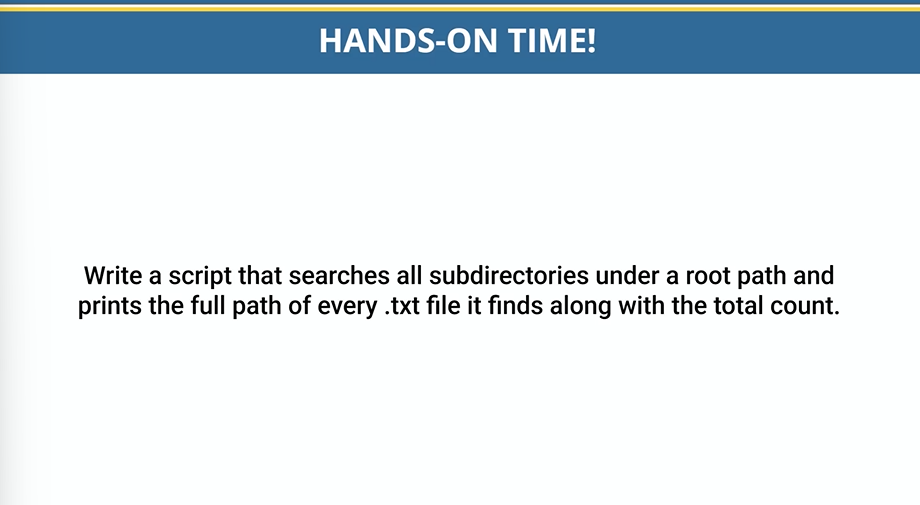 HANDS-ON TIME!
Write a script that searches all subdirectories under a root path and
prints the full path of every .txt file it finds along with the total count.